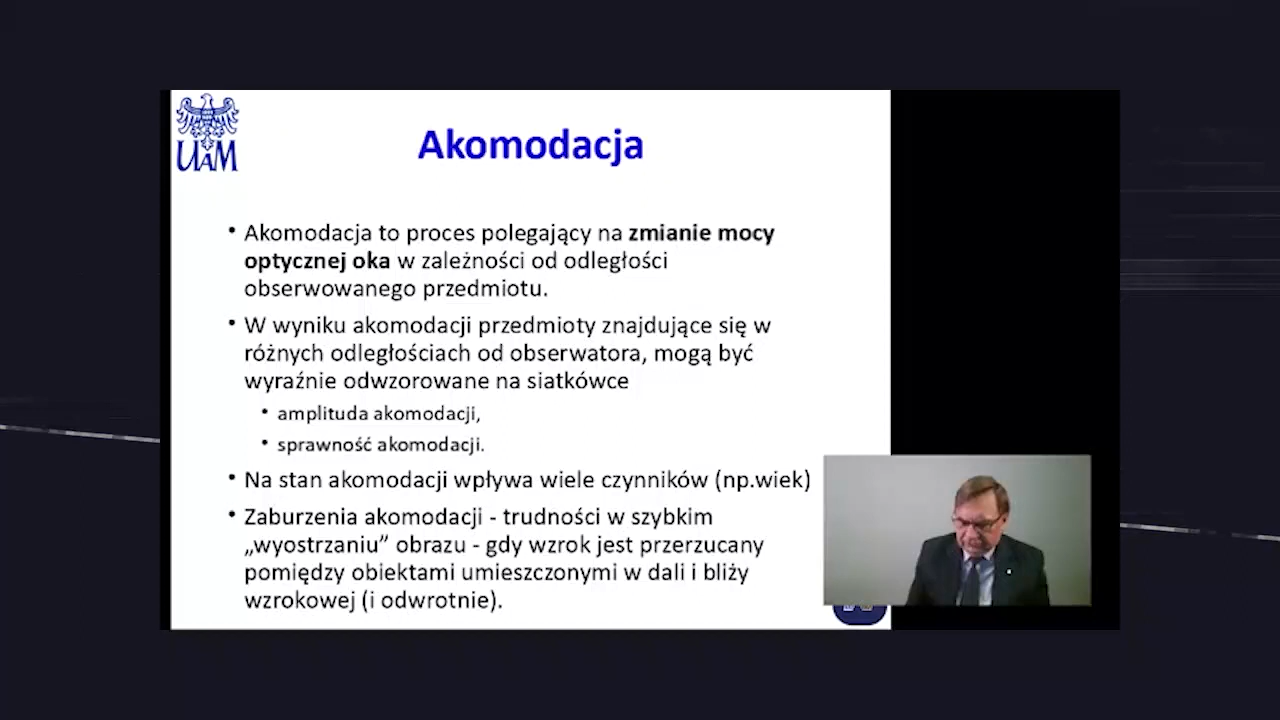 UAM
Akomodacja
• Akomodacja to proces polegający na zmianie mocy
optycznej oka w zależności od odległości
obserwowanego przedmiotu.
• W wyniku akomodacji przedmioty znajdujące się w
różnych odległościach od obserwatora, mogą być
wyraźnie odwzorowane na siatkówce
• amplituda akomodacji,
• sprawność akomodacji.
• Na stan akomodacji wpływa wiele czynników (np.wiek)
• Zaburzenia akomodacji - trudności w szybkim
„wyostrzaniu” obrazu - gdy wzrok jest przerzucany
pomiędzy obiektami umieszczonymi w dali i bliży
wzrokowej (i odwrotnie).